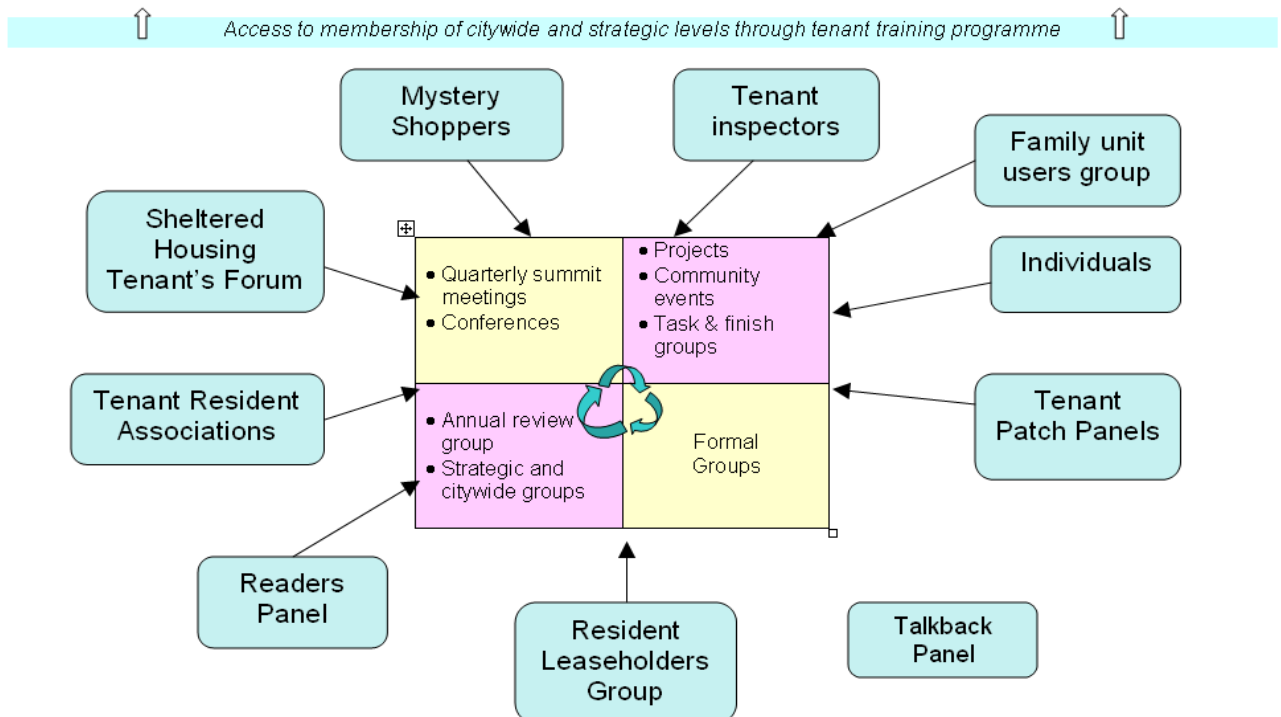 Access to membership of citywide and strategic levels through tenant training programme
Mystery
Shoppers
Tenant
inspectors
Family unit
users group
Sheltered
Housing
Tenant's Forum
Individuals
• Quarterly summit
meetings
• Conferences
• Projects
• Community
events
• Task & finish
groups
Tenant Resident
Associations
• Annual review
group
• Strategic and
citywide groups
Formal
Groups
Tenant
Patch Panels
Readers
Panel
Resident
Leaseholders
Group
Talkback
Panel